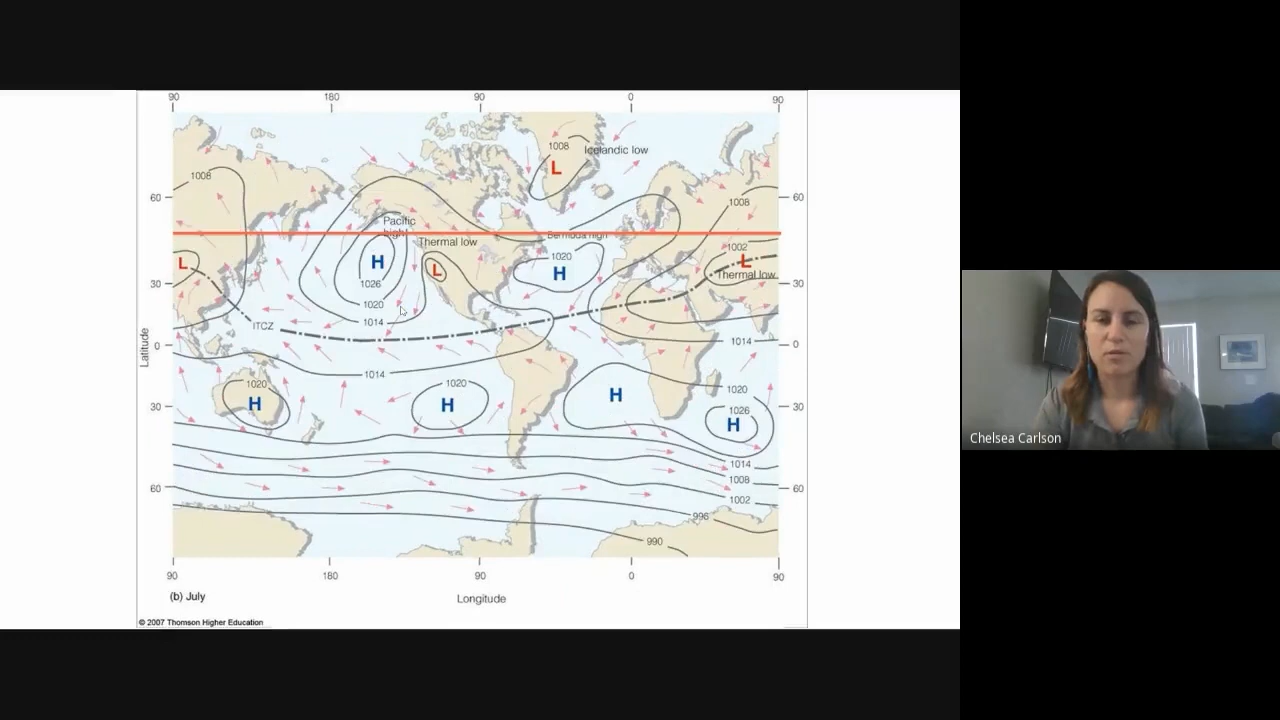 90 180 90 0 90
1008
Icelandic low
1008
60
60
1008
Pacific
high
Bermuda high
Thermal low
1002
L
H
L
1020
H
L
Thermal low
30
1026
30
1020
1014
ITCZ
Latitude
0
1014
0
1014
1020
H
1020
H
H
1020
30
1026
H
30
1014
1008
60
60
1002
996
990
90 180 90 0 90
(b) July
Longitude
© 2007 Thomson Higher Education
L
Chelsea Carlson